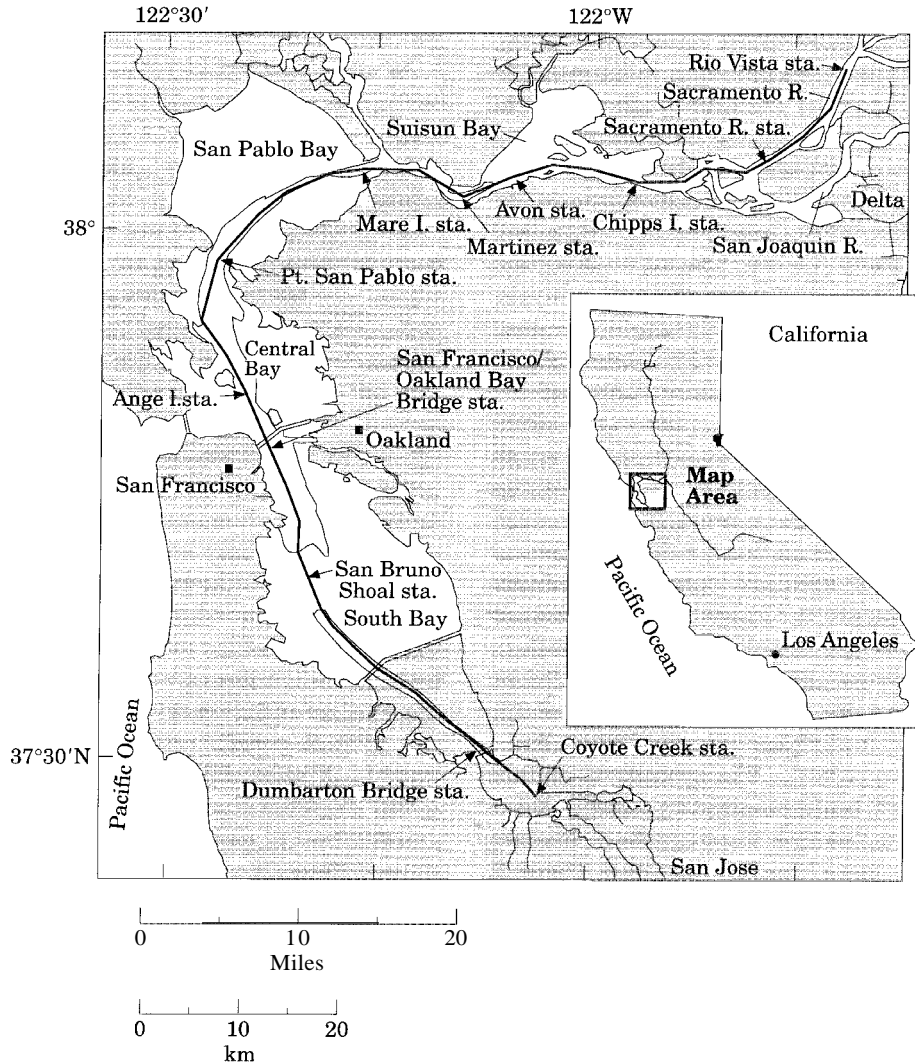 122°30′
122°W
Rio Vista sta.
Sacramento R.
Sacramento R. sta.
Suisun Bay
San Pablo Bay
Delta
Avon sta.
Mare I. sta.
Chipps I. sta.
38°
Martinez sta.
San Joaquin R.
Pt. San Pablo sta.
California
Central
Bay
San Francisco/
Oakland Bay
Bridge sta.
Ange I.sta.
Oakland
San Francisco
Map
Area
San Bruno
Shoal sta.
South Bay
Pacific Ocean
Los Angeles
Pacific Ocean
37°30′N
Coyote Creek sta.
Dumbarton Bridge sta.
San Jose
0 10 20
Miles
0 10 20
km